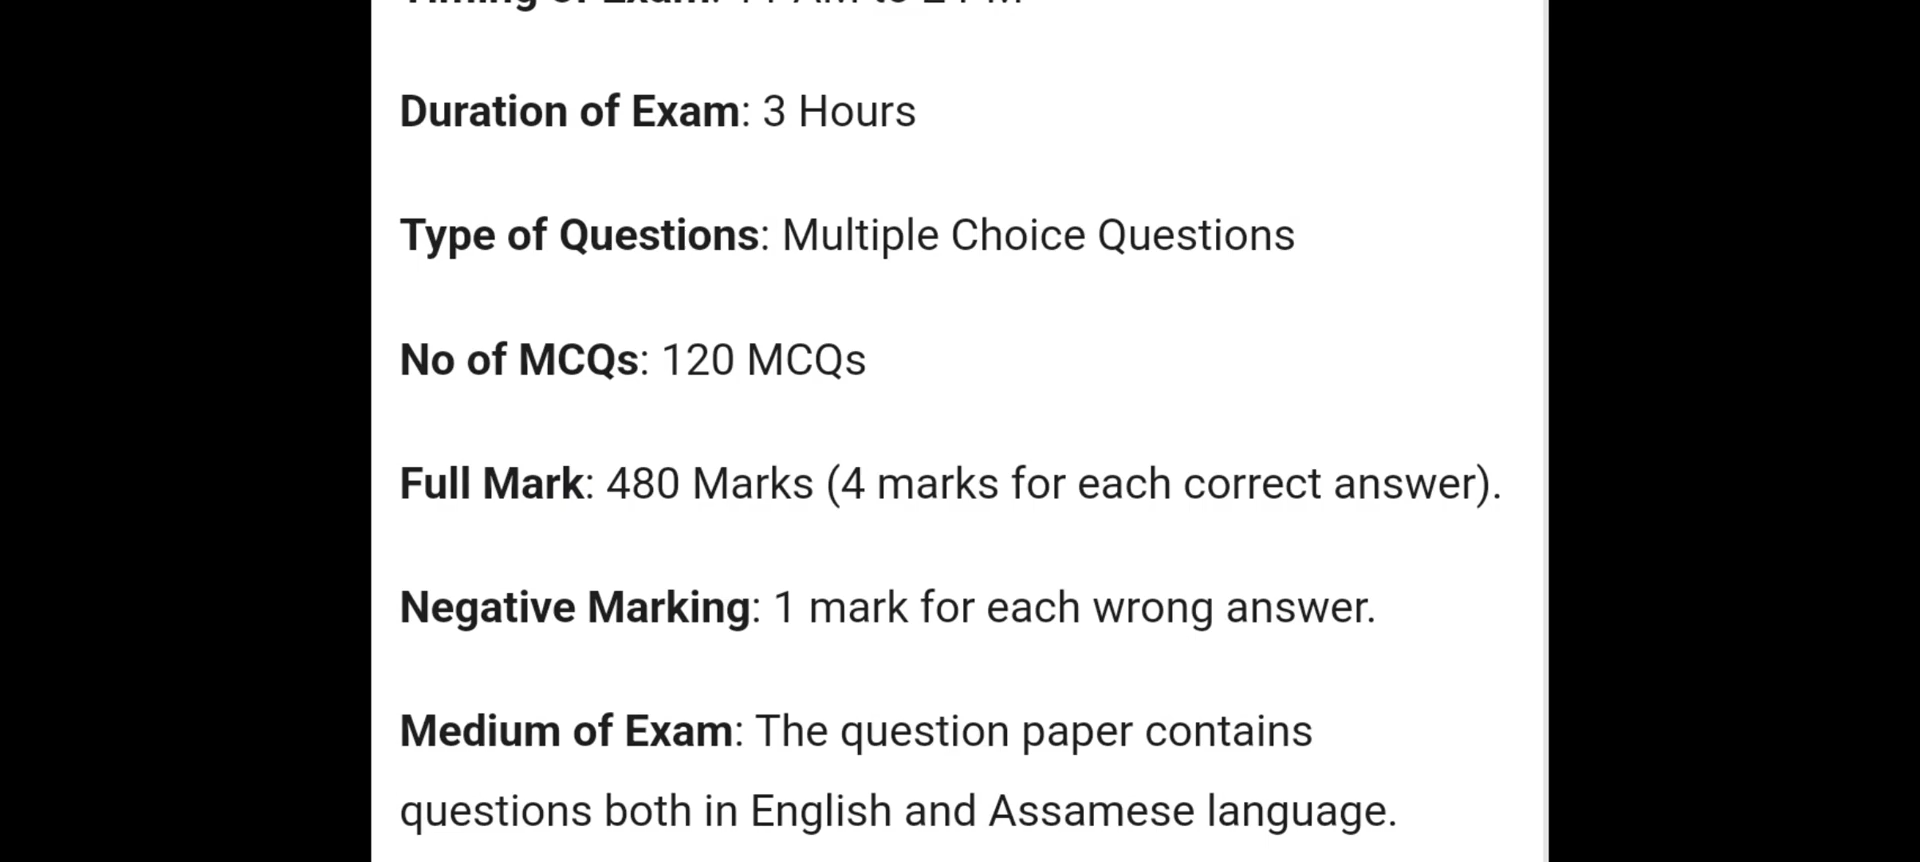 Duration of Exam: 3 Hours
Type of Questions: Multiple Choice Questions
No of MCQs: 120 MCQs
Full Mark: 480 Marks (4 marks for each correct answer).
Negative Marking: 1 mark for each wrong answer.
Medium of Exam: The question paper contains
questions both in English and Assamese language.